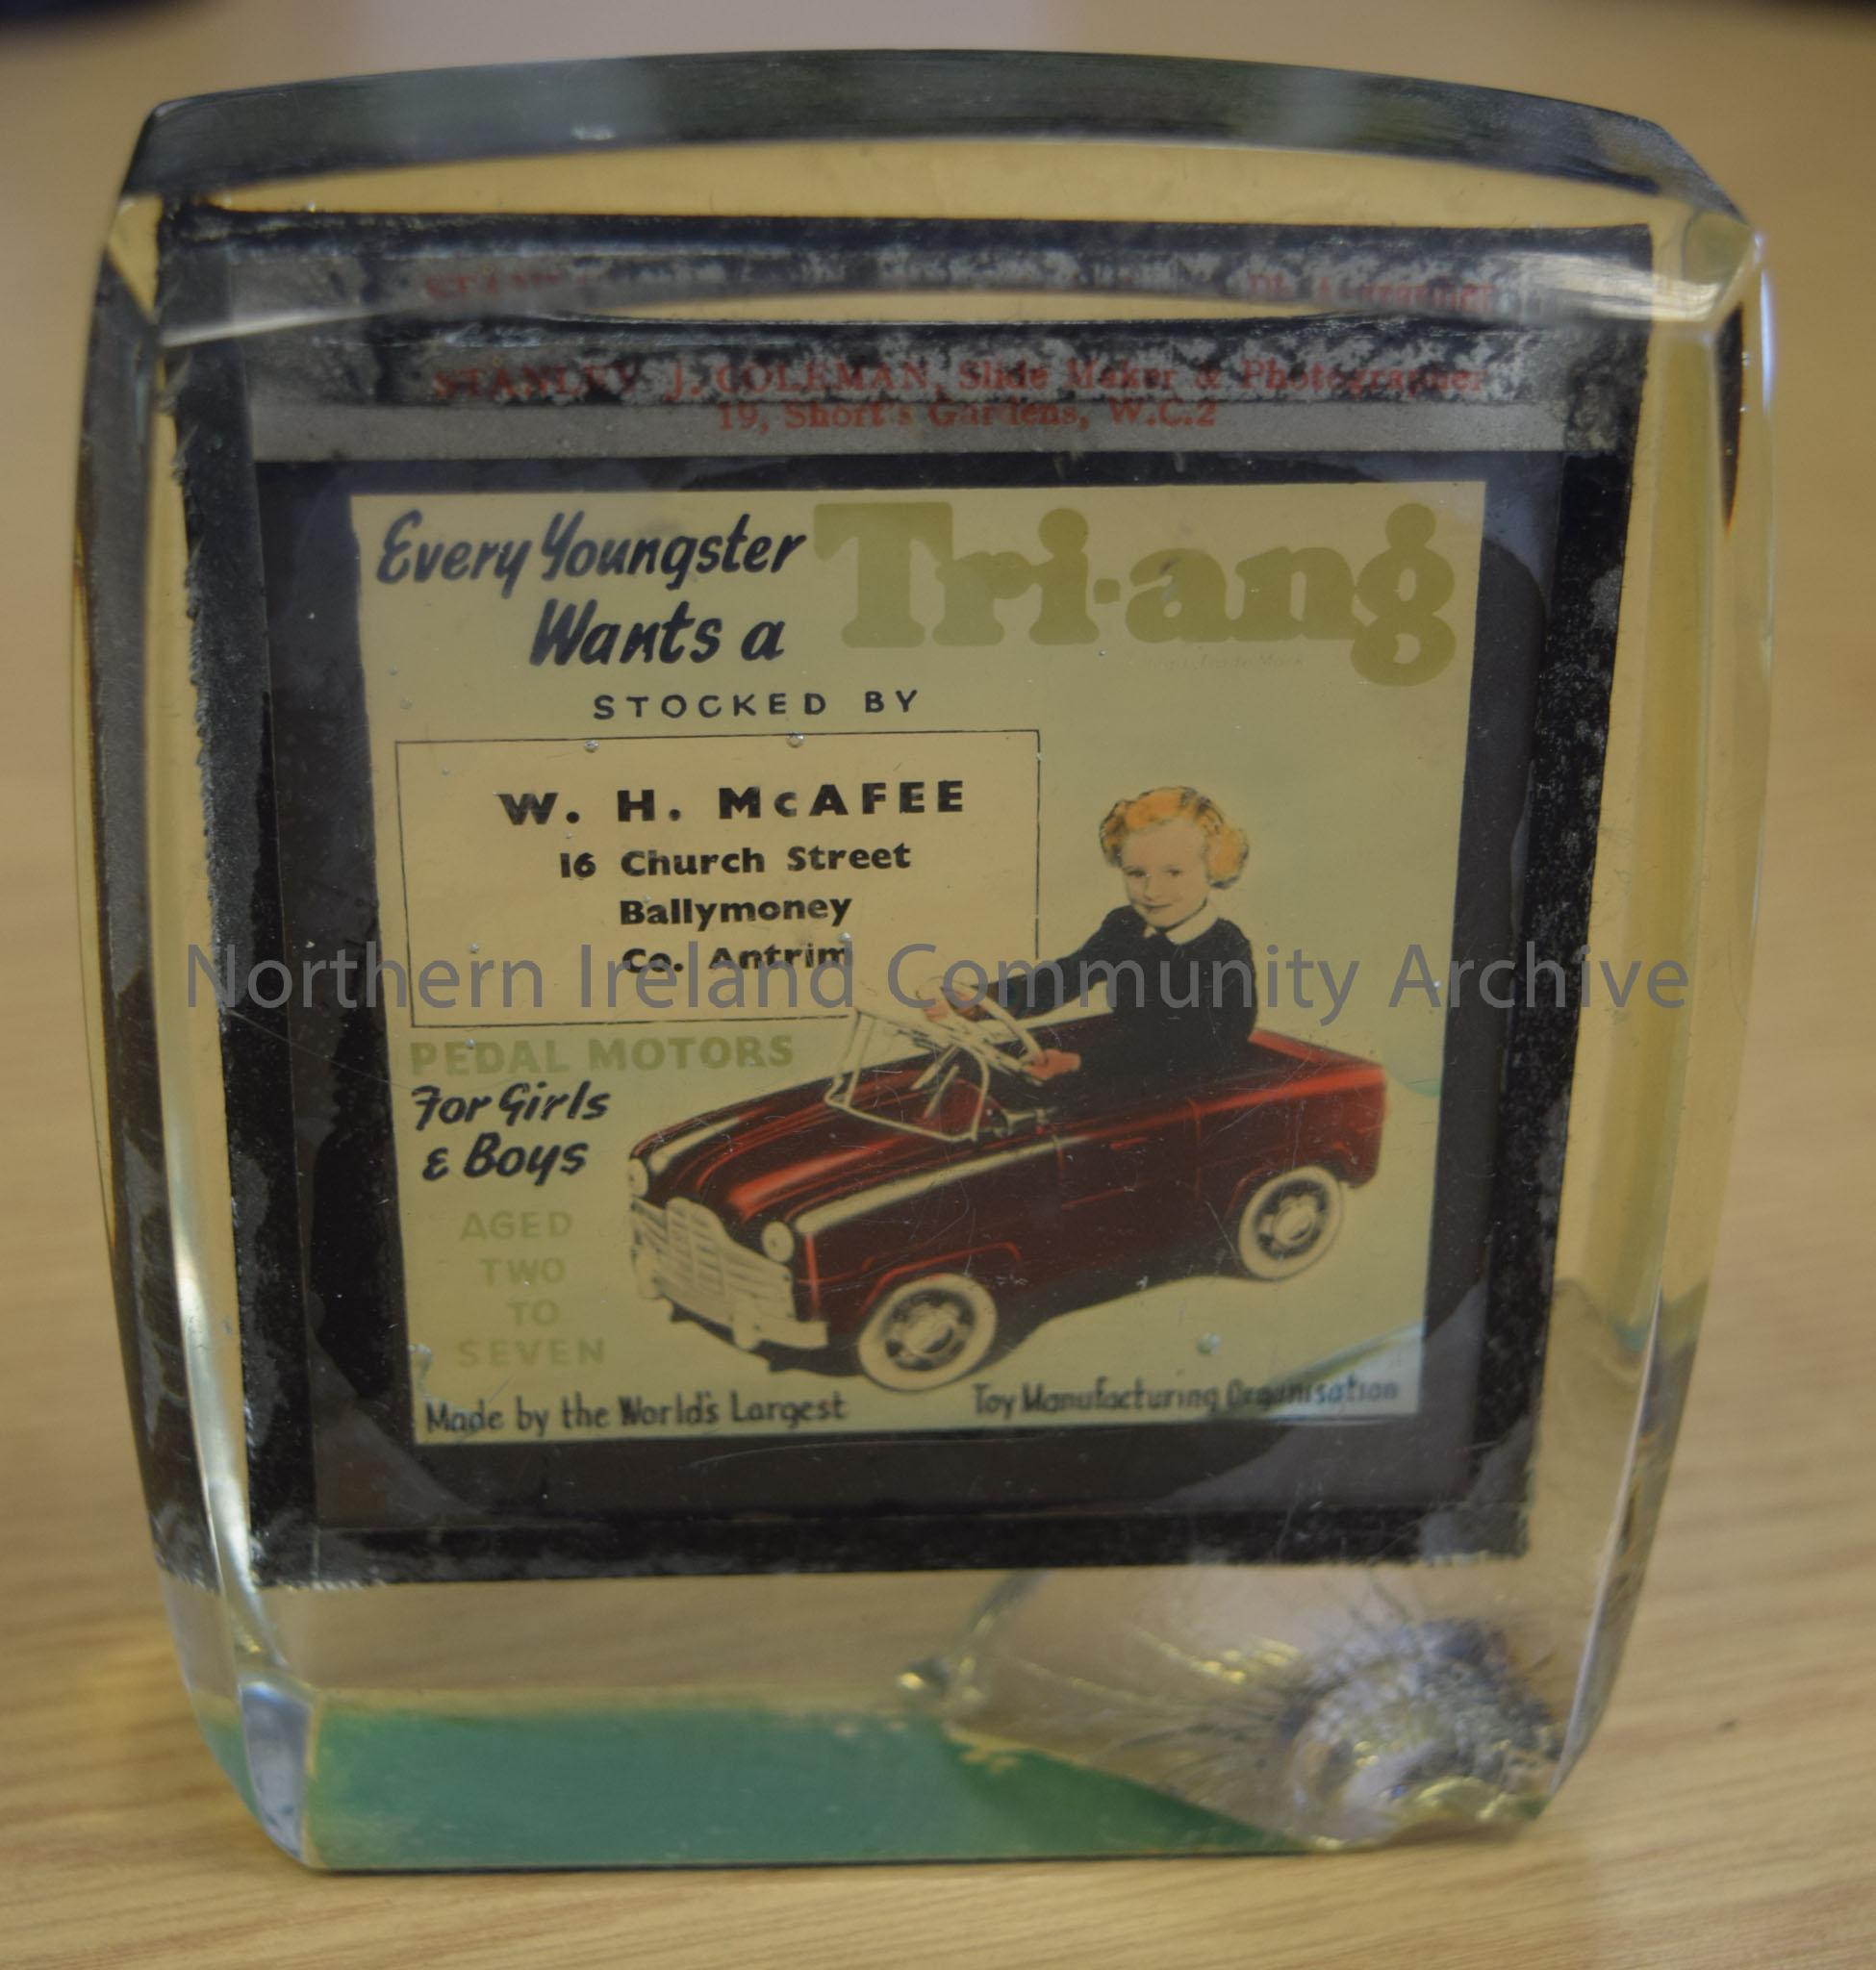 STANLEY J. COLEMAN, Slide Maker & Photographer
19, Short's Gardens, W.C.2
Every Youngster
Wants a
Tri-ang
STOCKED BY
W. H. McAFEE
16 Church Street
Ballymoney
Co. Antrim
Northern Ireland Community Archive
PEDAL MOTORS
For Girls
& Boys
AGED
TWO
TO
SEVEN
Made by the World's Largest Toy Manufacturing Organisation